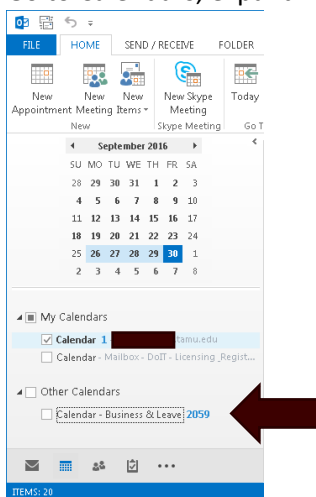 FILE HOME SEND / RECEIVE FOLDER
New Appointment New Meeting New Items New Skype Meeting Today
New Skype Meeting Go T
September 2016
SU MO TU WE TH FR SA
28 29 30 31 1 2 3
4 5 6 7 8 9 10
11 12 13 14 15 16 17
18 19 20 21 22 23 24
25 26 27 28 29 30 1
2 3 4 5 6 7 8
My Calendars
Calendar 1 - tamu.edu
Calendar - Mailbox - DoIT - Licensing_Regist...
Other Calendars
Calendar - Business & Leave 2059
ITEMS: 20